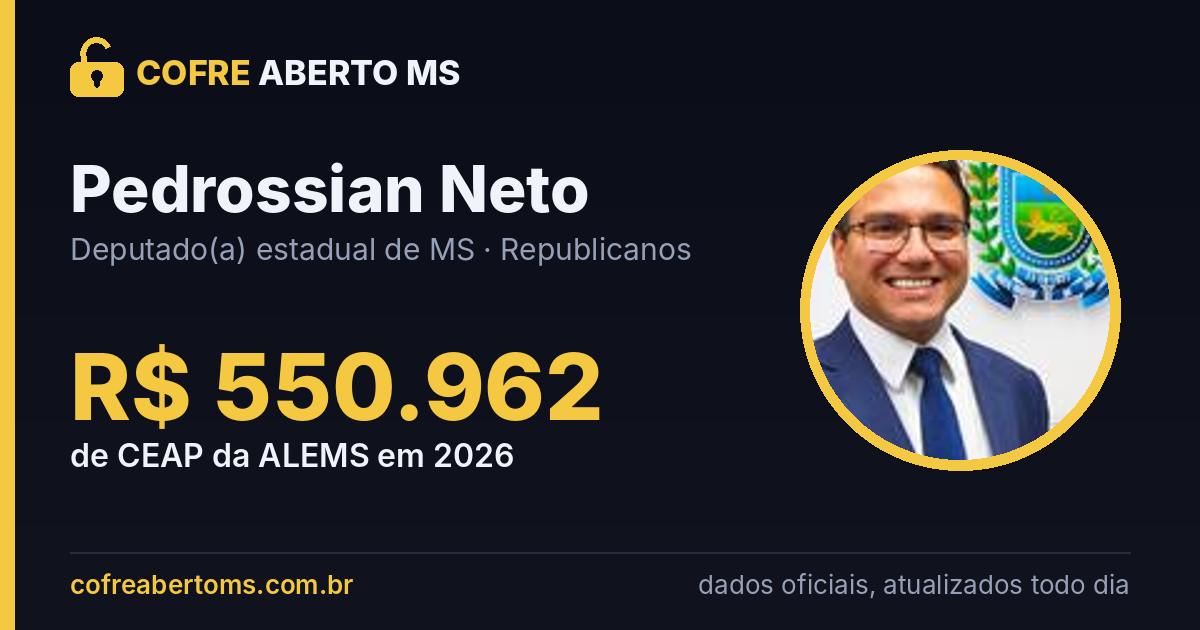 COFRE ABERTO MS
Pedrossian Neto
Deputado(a) estadual de MS · Republicanos
R$ 550.962
de CEAP da ALEMS em 2026
cofreabertoms.com.br
dados oficiais, atualizados todo dia